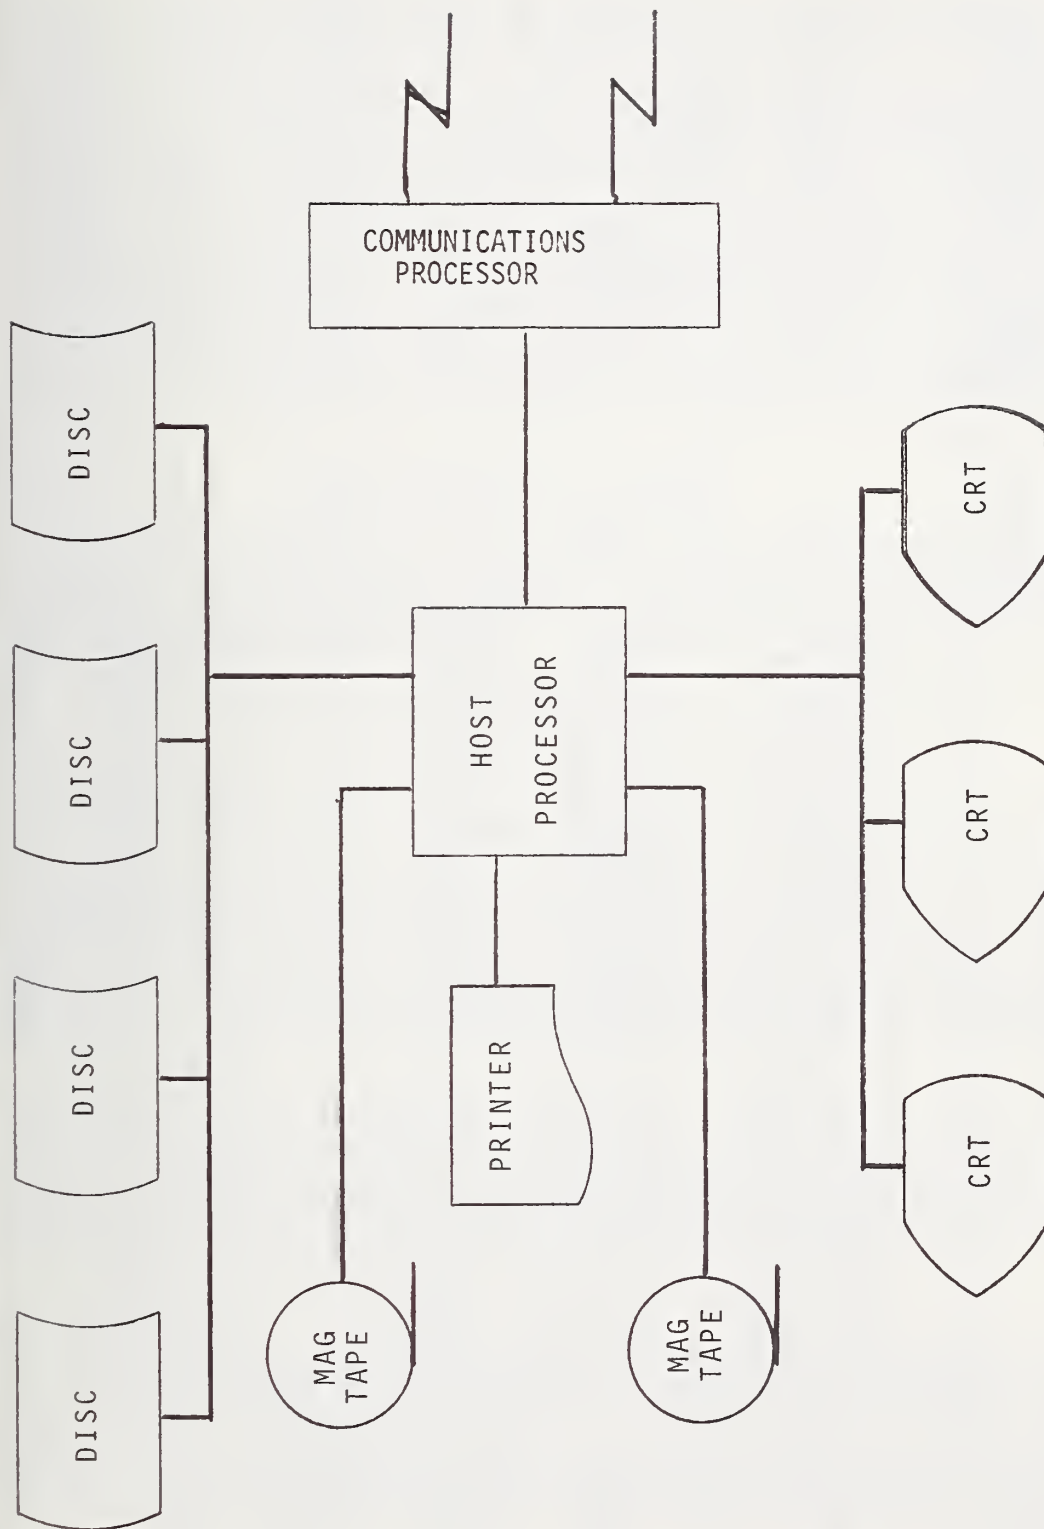 COMMUNICATIONS
PROCESSOR
DISC
DISC
DISC
DISC
HOST
PROCESSOR
PRINTER
MAG
TAPE
MAG
TAPE
CRT
CRT
CRT